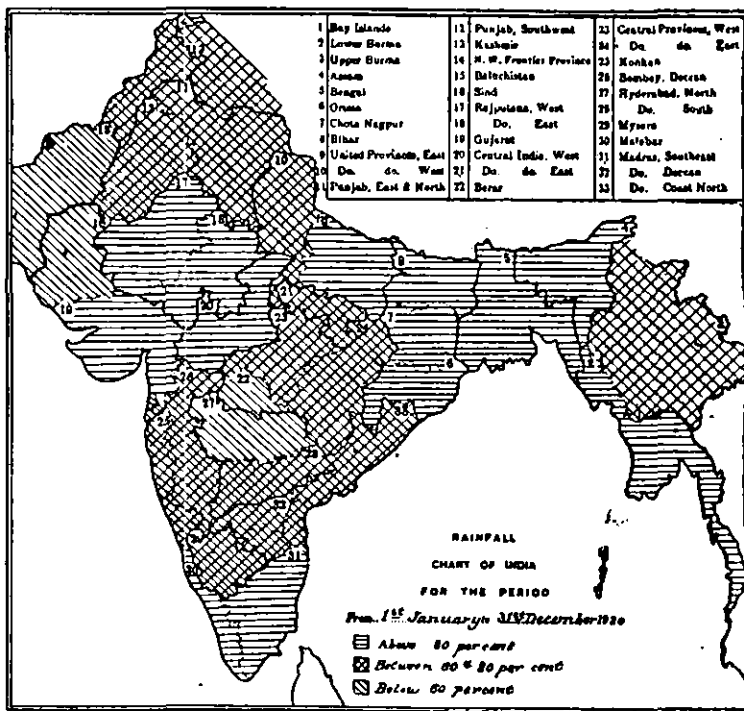 1 Bay Islands
2 Lower Burma
3 Upper Burma
4 Assam
5 Bengal
6 Orissa
7 Chota Nagpur
8 Bihar
9 United Provinces, East
10 Do. do. West
11 Punjab, East & North
12 Punjab, Southwest
13 Kashmir
14 N. W. Frontier Province
15 Balochistan
16 Sind
17 Rajputana, West
18 Do. East
19 Gujarat
20 Central India, West
21 Do. do. East
22 Berar
23 Central Provinces, West
24 Do. do. East
25 Konkan
26 Bombay, Deccan
27 Hyderabad, North
28 Do. South
29 Mysore
30 Malabar
31 Madras, Southeast
32 Do. Deccan
33 Do. Coast North
RAINFALL
CHART OF INDIA
FOR THE PERIOD
From 1st January to 31st December 1920
Above 80 per cent
Between 60 & 80 per cent
Below 60 per cent